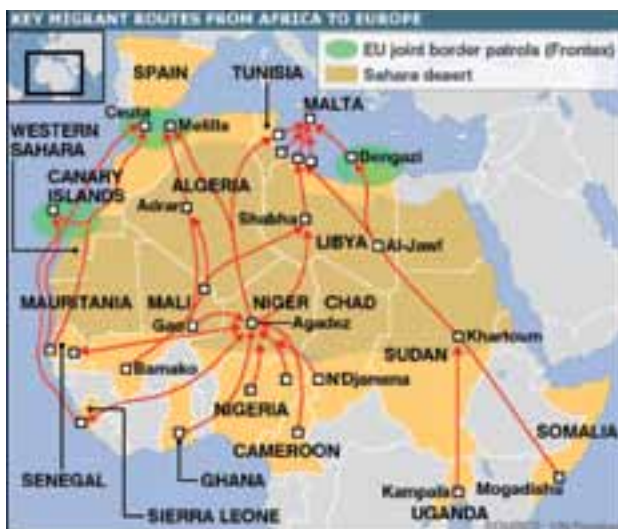 KEY MIGRANT ROUTES FROM AFRICA TO EUROPE
EU joint border patrols (Frontex)
Sahara desert
SPAIN
TUNISIA
MALTA
Ceuta
Melilla
Bengazi
WESTERN
SAHARA
CANARY
ISLANDS
ALGERIA
Adrar
Shabha
LIBYA
Al-Jawf
MAURITANIA
MALI
NIGER
CHAD
Gao
Agadez
Khartoum
SUDAN
Bamako
N'Djamena
NIGERIA
CAMEROON
SOMALIA
SENEGAL
GHANA
Kampala
Mogadishu
UGANDA
SIERRA LEONE